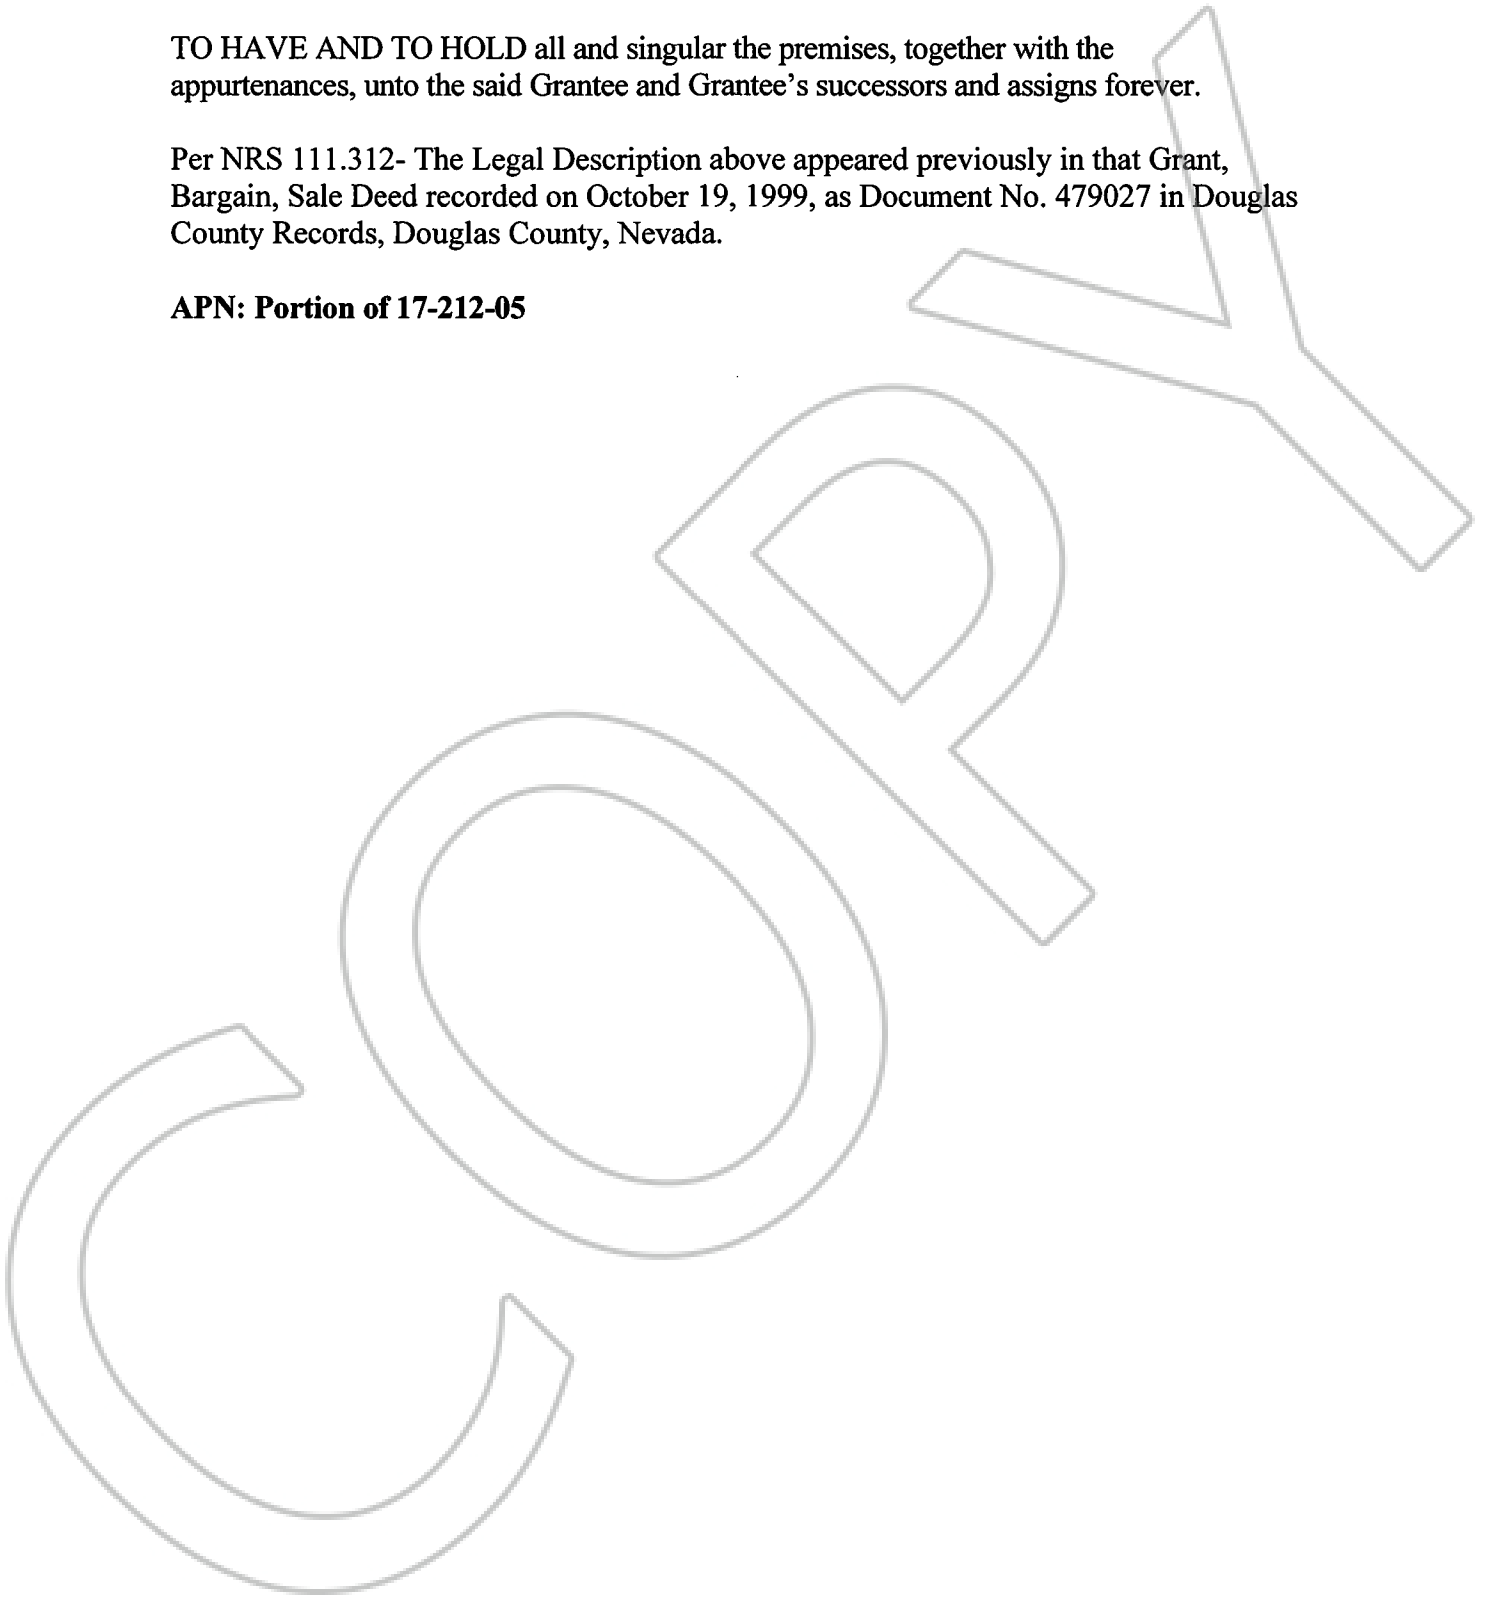 TO HAVE AND TO HOLD all and singular the premises, together with the
appurtenances, unto the said Grantee and Grantee’s successors and assigns forever.
Per NRS 111.312- The Legal Description above appeared previously in that Grant,
Bargain, Sale Deed recorded on October 19, 1999, as Document No. 479027 in Douglas
County Records, Douglas County, Nevada.
APN: Portion of 17-212-05
COPY